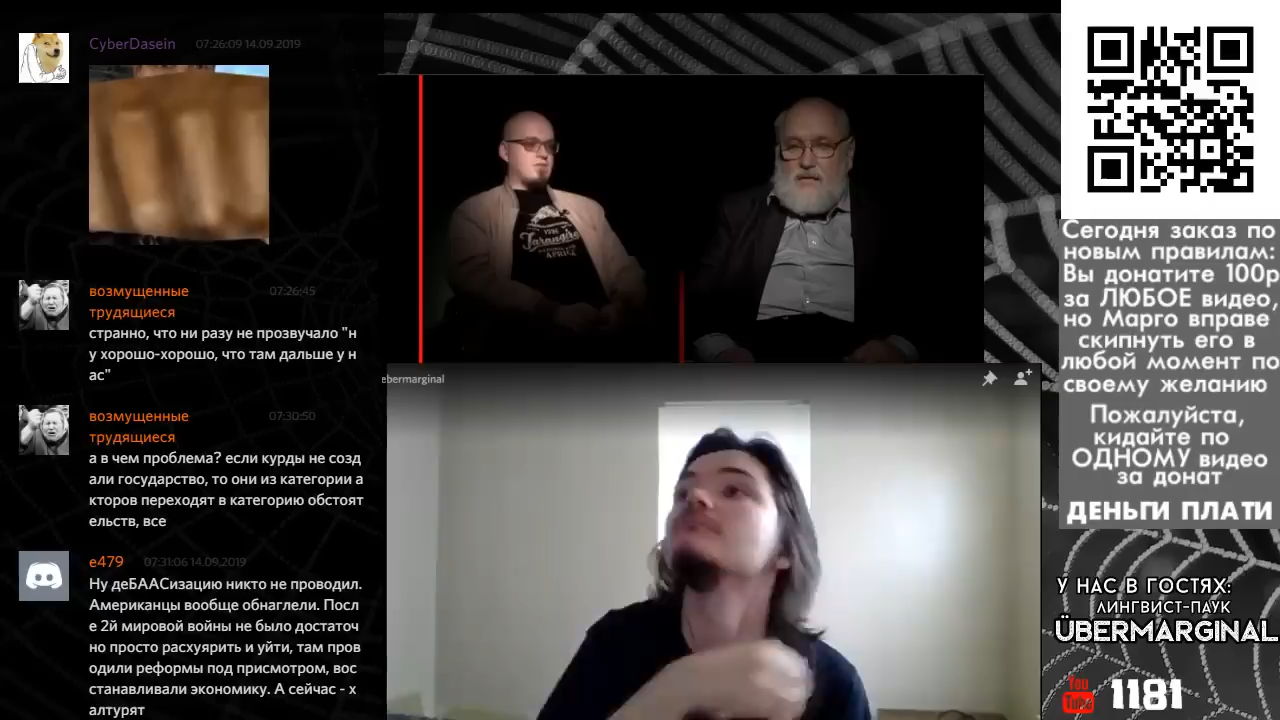 CyberDasein 07:26:09 14.09.2019
возмущенные 07:26:45
трудящиеся
странно, что ни разу не прозвучало "н
у хорошо-хорошо, что там дальше у н
ас"
возмущенные 07:30:50
трудящиеся
а в чем проблема? если курды не созд
али государство, то они из категории а
кторов переходят в категорию обстоят
ельств, все
e479 07:31:06 14.09.2019
Ну деБААСизацию никто не проводил.
Американцы вообще обнаглели. Посл
е 2й мировой войны не было достаточ
но просто расхуярить и уйти, там пров
одили реформы под присмотром, вос
станавливали экономику. А сейчас - х
алтурят
Tarangire
AFRICA
ebermarginal
Сегодня заказ по
новым правилам:
Вы донатите 100р
за ЛЮБОЕ видео,
но Марго вправе
скипнуть его в
любой момент по
своему желанию
Пожалуйста,
кидайте по
ОДНОМУ видео
за донат
ДЕНЬГИ ПЛАТИ
У НАС В ГОСТЯХ:
ЛИНГВИСТ-ПАУК
ÜBERMARGINAL
You
Tube
1181